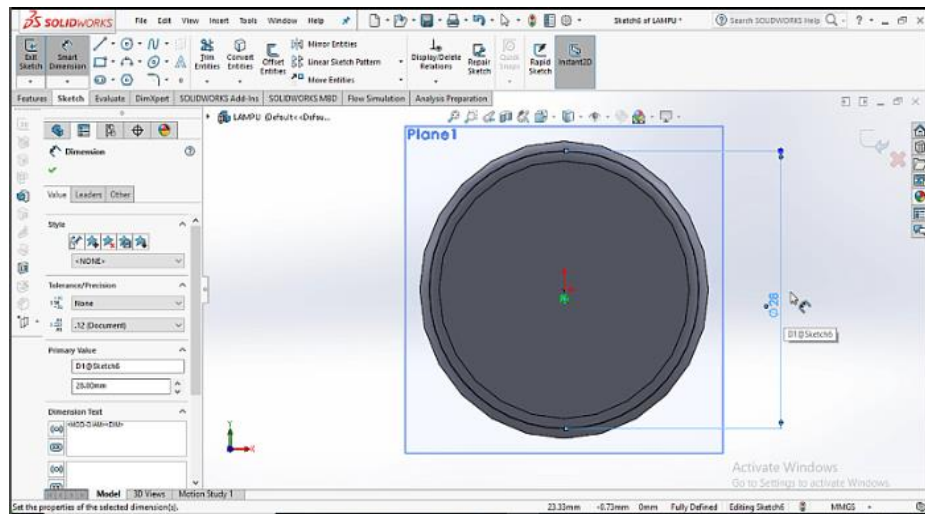 SOLIDWORKS File Edit View Insert Tools Window Help Sketch6 of LAMPU * Search SOLIDWORKS Help
Exit Sketch Smart Dimension Trim Entities Convert Entities Offset Entities Mirror Entities Display/Delete Relations Repair Sketch Quick Snaps Rapid Sketch Instant2D
Linear Sketch Pattern
Move Entities
Features Sketch Evaluate DimXpert SOLIDWORKS Add-Ins SOLIDWORKS MBD Flow Simulation Analysis Preparation
LAMPU (Default<<Defau...
Plane1
Dimension
Value Leaders Other
Style
<NONE>
Tolerance/Precision
None
.12 (Document)
Primary Value
D1@Sketch6
28.00mm
Dimension Text
<MOD-DIAM><DIM>
Ø28
D1@Sketch6
Y
X
Activate Windows
Go to Settings to activate Windows.
Model 3D Views Motion Study 1
Set the properties of the selected dimension(s). 23.33mm -0.73mm 0mm Fully Defined Editing Sketch6 MMGS